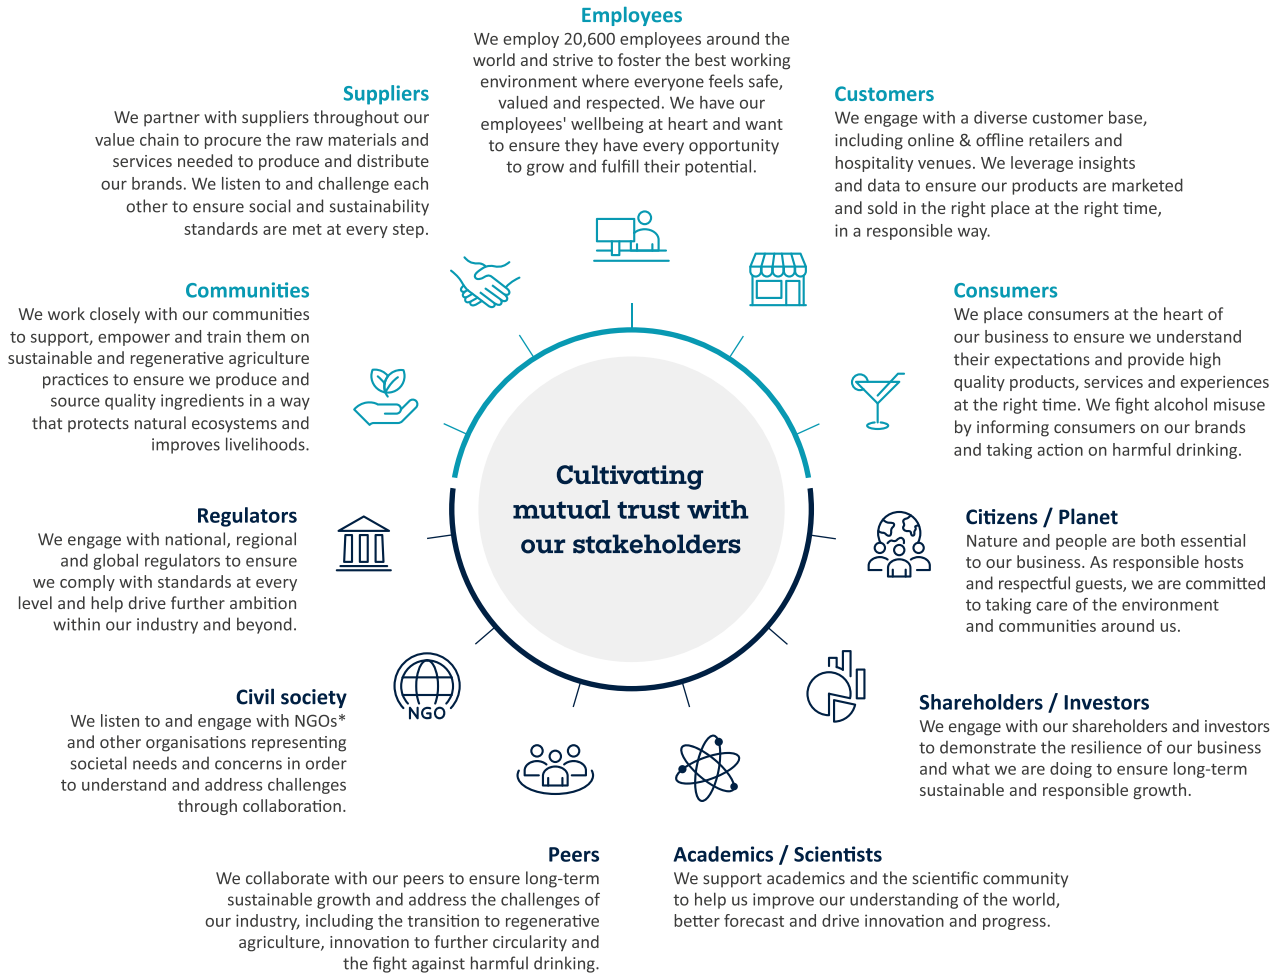 Employees
We employ 20,600 employees around the
world and strive to foster the best working
environment where everyone feels safe,
valued and respected. We have our
employees' wellbeing at heart and want
to ensure they have every opportunity
to grow and fulfill their potential.
Suppliers
We partner with suppliers throughout our
value chain to procure the raw materials and
services needed to produce and distribute
our brands. We listen to and challenge each
other to ensure social and sustainability
standards are met at every step.
Customers
We engage with a diverse customer base,
including online & offline retailers and
hospitality venues. We leverage insights
and data to ensure our products are marketed
and sold in the right place at the right time,
in a responsible way.
Communities
We work closely with our communities
to support, empower and train them on
sustainable and regenerative agriculture
practices to ensure we produce and
source quality ingredients in a way
that protects natural ecosystems and
improves livelihoods.
Consumers
We place consumers at the heart of
our business to ensure we understand
their expectations and provide high
quality products, services and experiences
at the right time. We fight alcohol misuse
by informing consumers on our brands
and taking action on harmful drinking.
Cultivating
mutual trust with
our stakeholders
Regulators
We engage with national, regional
and global regulators to ensure
we comply with standards at every
level and help drive further ambition
within our industry and beyond.
Citizens / Planet
Nature and people are both essential
to our business. As responsible hosts
and respectful guests, we are committed
to taking care of the environment
and communities around us.
Civil society
We listen to and engage with NGOs*
and other organisations representing
societal needs and concerns in order
to understand and address challenges
through collaboration.
NGO
Shareholders / Investors
We engage with our shareholders and investors
to demonstrate the resilience of our business
and what we are doing to ensure long-term
sustainable and responsible growth.
Peers
We collaborate with our peers to ensure long-term
sustainable growth and address the challenges of
our industry, including the transition to regenerative
agriculture, innovation to further circularity and
the fight against harmful drinking.
Academics / Scientists
We support academics and the scientific community
to help us improve our understanding of the world,
better forecast and drive innovation and progress.